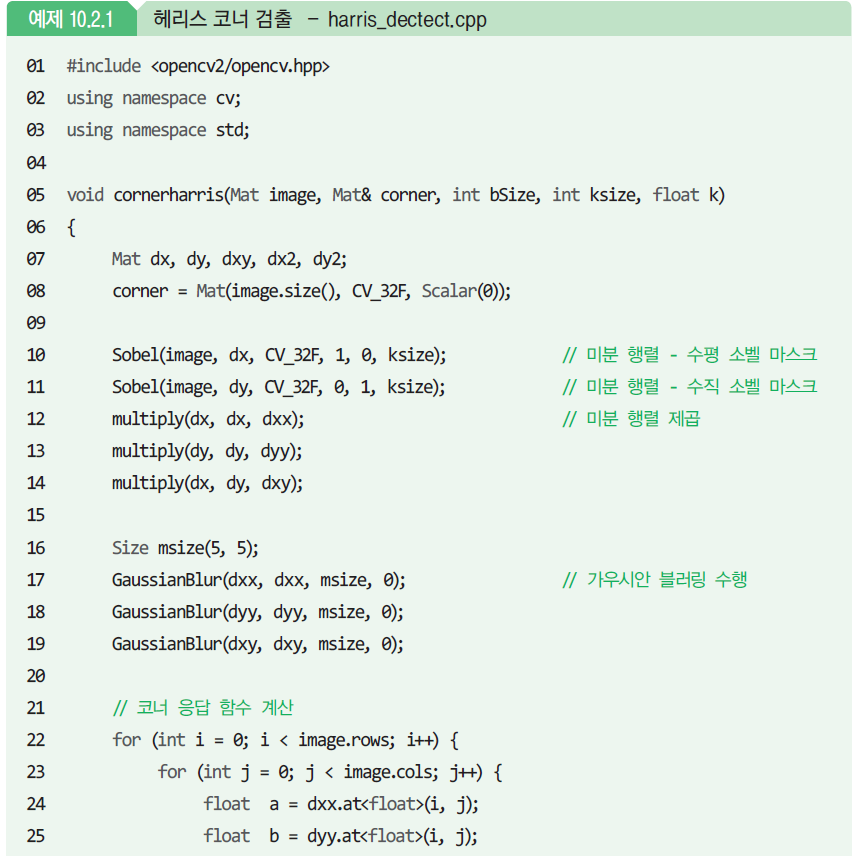 예제 10.2.1 헤리스 코너 검출 - harris_dectect.cpp
01 #include <opencv2/opencv.hpp>
02 using namespace cv;
03 using namespace std;
04
05 void cornerharris(Mat image, Mat& corner, int bSize, int ksize, float k)
06 {
07 Mat dx, dy, dxy, dx2, dy2;
08 corner = Mat(image.size(), CV_32F, Scalar(0));
09
10 Sobel(image, dx, CV_32F, 1, 0, ksize); // 미분 행렬 - 수평 소벨 마스크
11 Sobel(image, dy, CV_32F, 0, 1, ksize); // 미분 행렬 - 수직 소벨 마스크
12 multiply(dx, dx, dxx); // 미분 행렬 제곱
13 multiply(dy, dy, dyy);
14 multiply(dx, dy, dxy);
15
16 Size msize(5, 5);
17 GaussianBlur(dxx, dxx, msize, 0); // 가우시안 블러링 수행
18 GaussianBlur(dyy, dyy, msize, 0);
19 GaussianBlur(dxy, dxy, msize, 0);
20
21 // 코너 응답 함수 계산
22 for (int i = 0; i < image.rows; i++) {
23 for (int j = 0; j < image.cols; j++) {
24 float a = dxx.at<float>(i, j);
25 float b = dyy.at<float>(i, j);